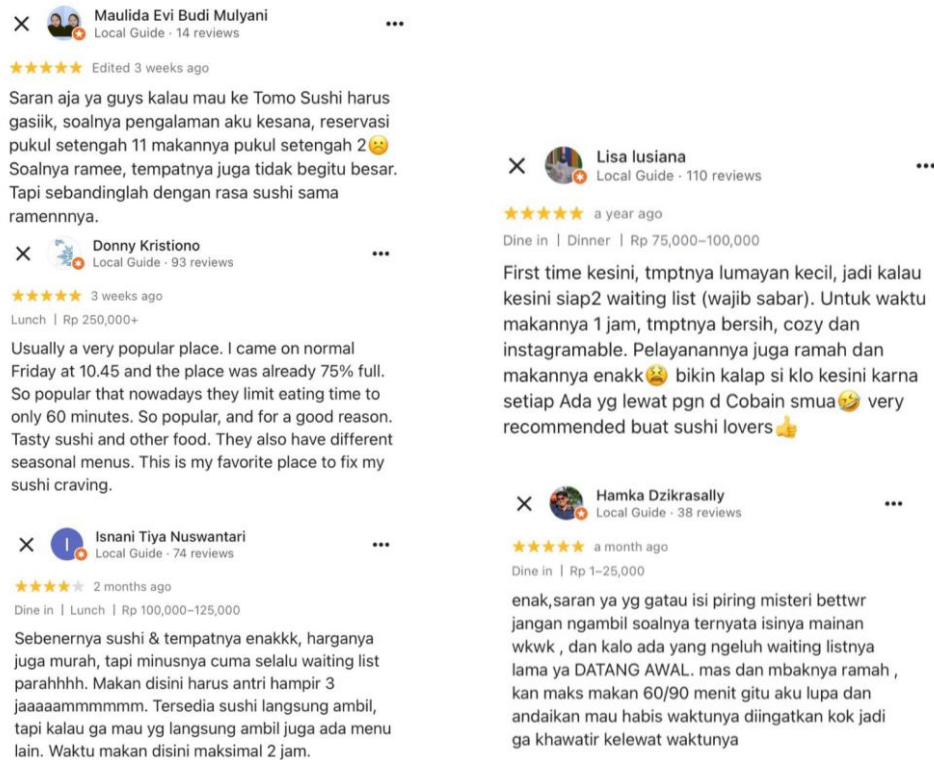 Maulida Evi Budi Mulyani
Local Guide · 14 reviews
Edited 3 weeks ago
Saran aja ya guys kalau mau ke Tomo Sushi harus
gasiik, soalnya pengalaman aku kesana, reservasi
pukul setengah 11 makannya pukul setengah 2☹️
Soalnya ramee, tempatnya juga tidak begitu besar.
Tapi sebandinglah dengan rasa sushi sama
ramennnya.
Donny Kristiono
Local Guide · 93 reviews
3 weeks ago
Lunch | Rp 250,000+
Usually a very popular place. I came on normal
Friday at 10.45 and the place was already 75% full.
So popular that nowadays they limit eating time to
only 60 minutes. So popular, and for a good reason.
Tasty sushi and other food. They also have different
seasonal menus. This is my favorite place to fix my
sushi craving.
I
Isnani Tiya Nuswantari
Local Guide · 74 reviews
2 months ago
Dine in | Lunch | Rp 100,000–125,000
Sebenernya sushi & tempatnya enakkk, harganya
juga murah, tapi minusnya cuma selalu waiting list
parahhhh. Makan disini harus antri hampir 3
jaaaaammmmmm. Tersedia sushi langsung ambil,
tapi kalau ga mau yg langsung ambil juga ada menu
lain. Waktu makan disini maksimal 2 jam.
Lisa lusiana
Local Guide · 110 reviews
a year ago
Dine in | Dinner | Rp 75,000–100,000
First time kesini, tmptnya lumayan kecil, jadi kalau
kesini siap2 waiting list (wajib sabar). Untuk waktu
makannya 1 jam, tmptnya bersih, cozy dan
instagramable. Pelayanannya juga ramah dan
makannya enakk😫 bikin kalap si klo kesini karna
setiap Ada yg lewat pgn d Cobain smua🤣 very
recommended buat sushi lovers👍
Hamka Dzikrasally
Local Guide · 38 reviews
a month ago
Dine in | Rp 1–25,000
enak,saran ya yg gatau isi piring misteri bettwr
jangan ngambil soalnya ternyata isinya mainan
wkwk , dan kalo ada yang ngeluh waiting listnya
lama ya DATANG AWAL. mas dan mbaknya ramah ,
kan maks makan 60/90 menit gitu aku lupa dan
andaikan mau habis waktunya diingatkan kok jadi
ga khawatir kelewat waktunya